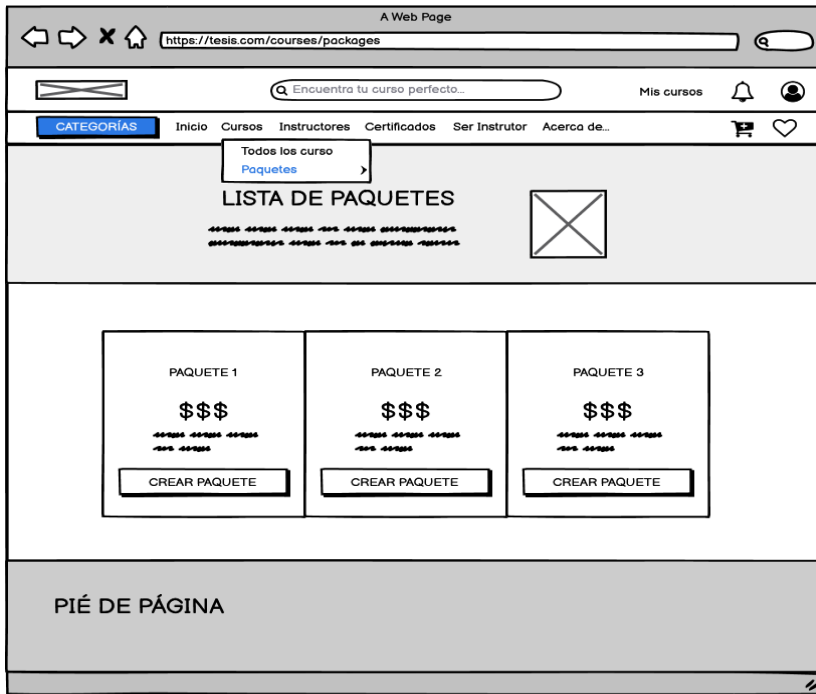 A Web Page
https://tesis.com/courses/packages
Encuentra tu curso perfecto...
Mis cursos
CATEGORÍAS Inicio Cursos Instructores Certificados Ser Instrutor Acerca de...
Todos los curso
Paquetes
LISTA DE PAQUETES
PAQUETE 1 PAQUETE 2 PAQUETE 3
$$$ $$$ $$$
CREAR PAQUETE CREAR PAQUETE CREAR PAQUETE
PIÉ DE PÁGINA